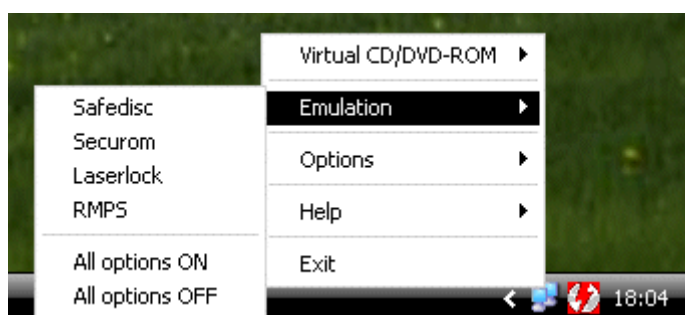 Virtual CD/DVD-ROM
Emulation
Options
Help
Exit
Safedisc
Securom
Laserlock
RMPS
All options ON
All options OFF
18:04